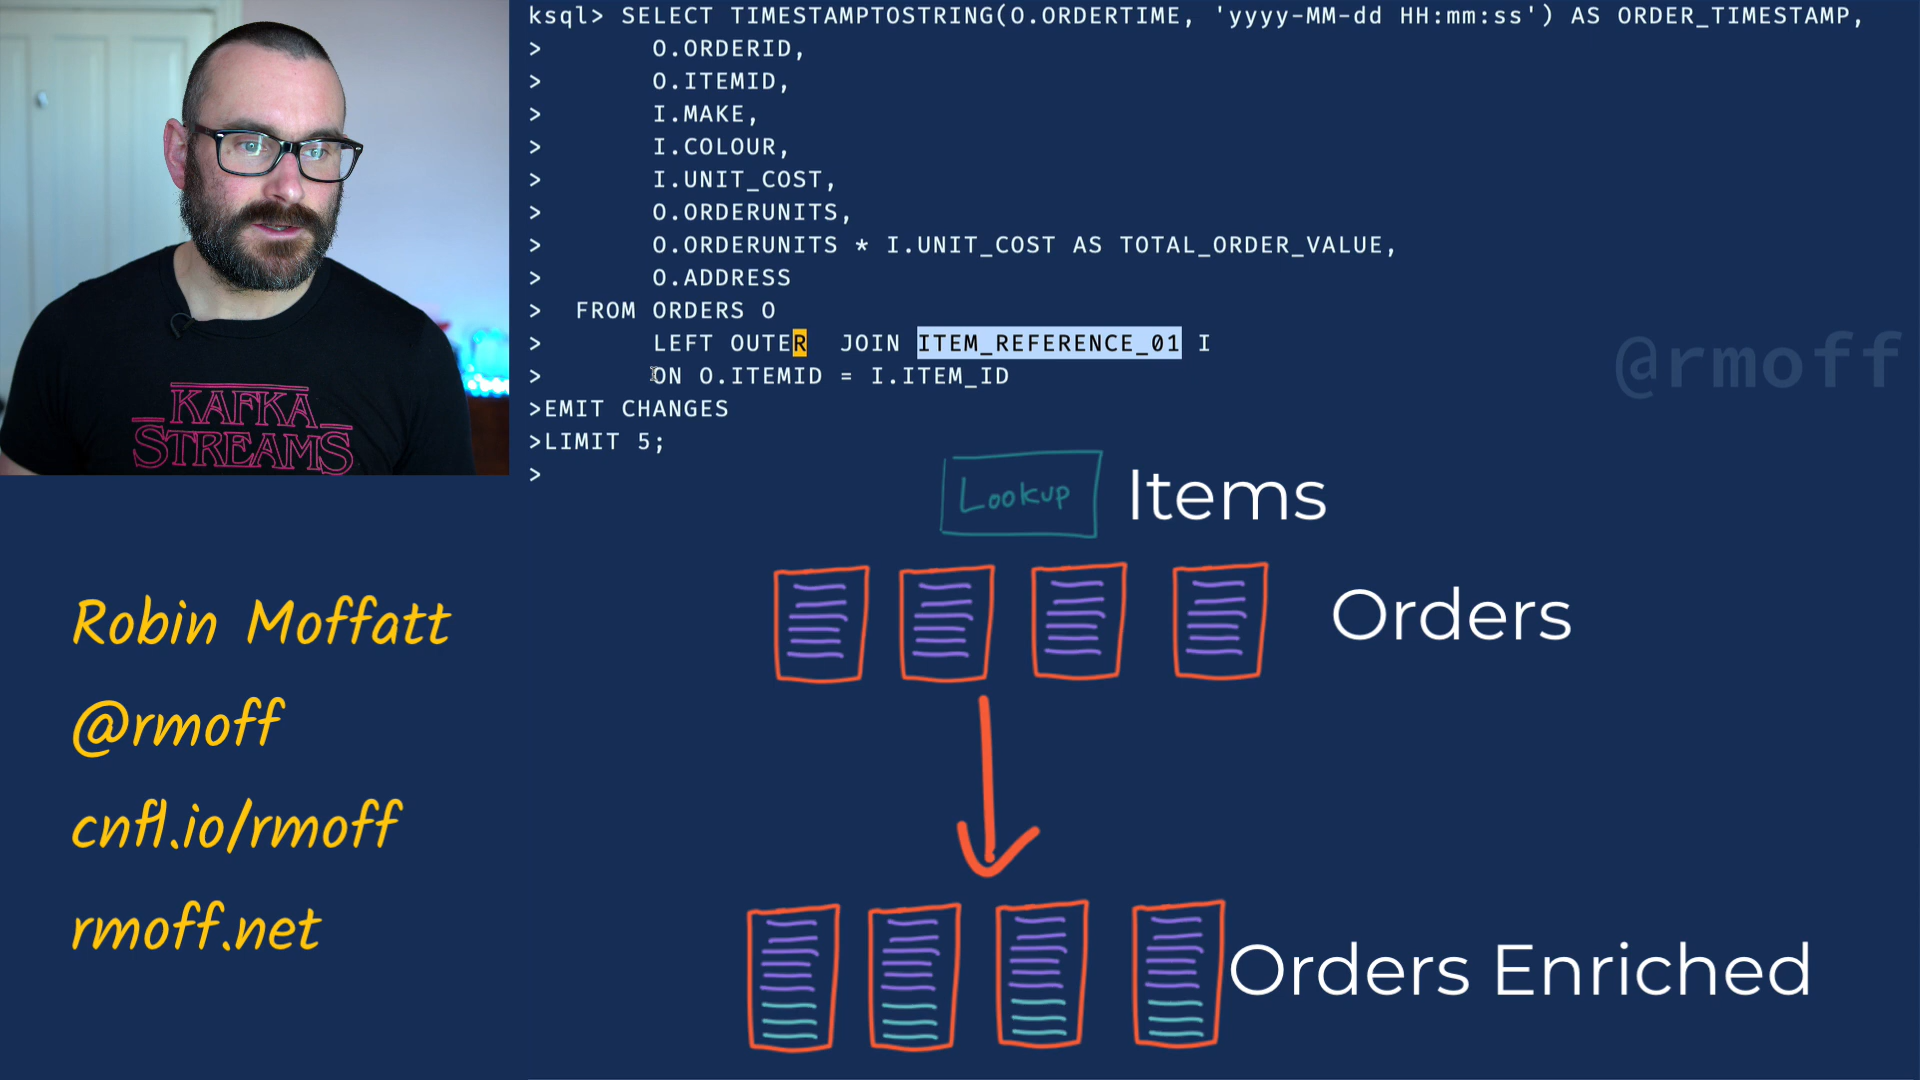 ksql> SELECT TIMESTAMPTOSTRING(O.ORDERTIME, 'yyyy-MM-dd HH:mm:ss') AS ORDER_TIMESTAMP,
> O.ORDERID,
> O.ITEMID,
> I.MAKE,
> I.COLOUR,
> I.UNIT_COST,
> O.ORDERUNITS,
> O.ORDERUNITS * I.UNIT_COST AS TOTAL_ORDER_VALUE,
> O.ADDRESS
> FROM ORDERS O
> LEFT OUTER JOIN ITEM_REFERENCE_01 I
> ON O.ITEMID = I.ITEM_ID
>EMIT CHANGES
>LIMIT 5;
>
@rmoff
KAFKA
STREAMS
Lookup Items
Orders
Orders Enriched
Robin Moffatt
@rmoff
cnfl.io/rmoff
rmoff.net